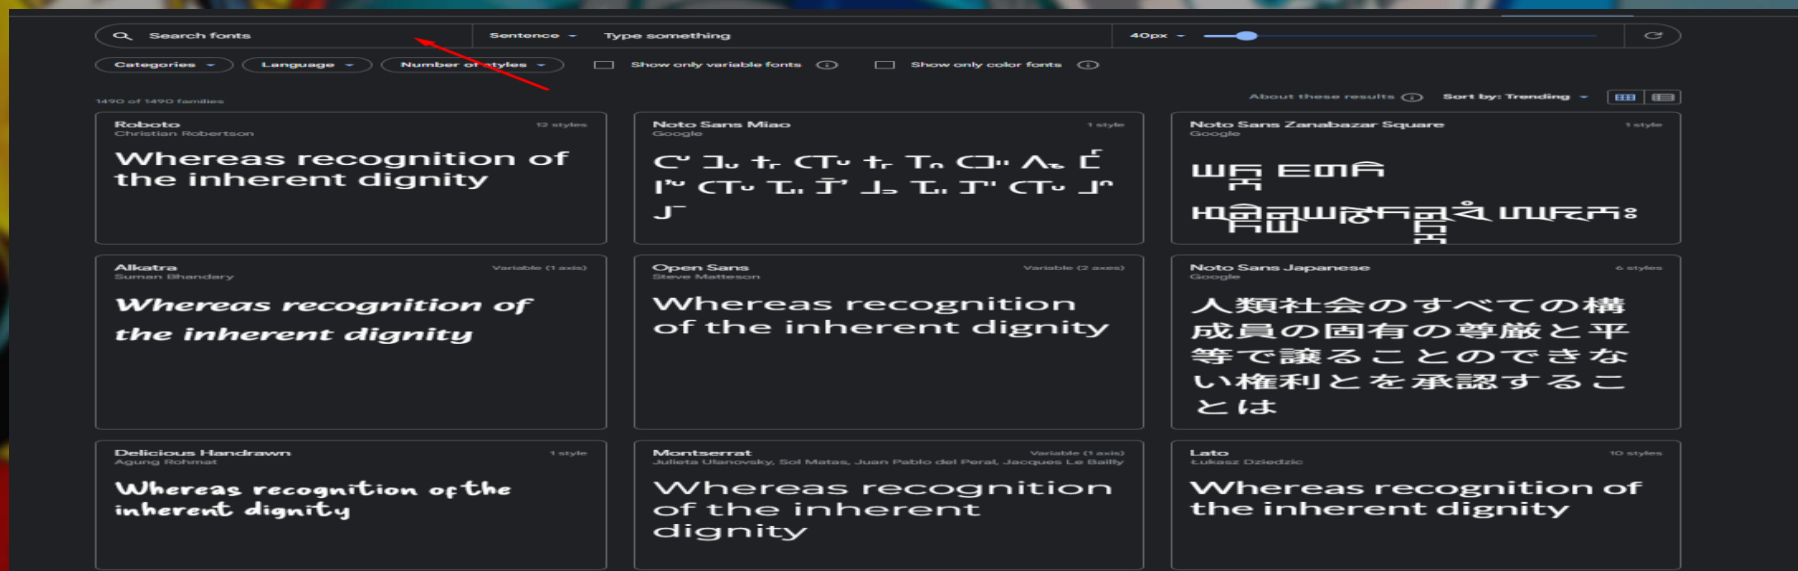 Search fonts
Sentence
Type something
40px
Categories
Language
Number of styles
Show only variable fonts
Show only color fonts
1490 of 1490 families
About these results
Sort by: Trending
Roboto
12 styles
Christian Robertson
Whereas recognition of
the inherent dignity
Noto Sans Miao
1 style
Google
Noto Sans Zanabazar Square
1 style
Google
Alkatra
Variable (1 axis)
Suman Bhandary
Whereas recognition of
the inherent dignity
Open Sans
Variable (2 axes)
Steve Matteson
Whereas recognition
of the inherent dignity
Noto Sans Japanese
6 styles
Google
人類社会のすべての構
成員の固有の尊厳と平
等で譲ることのできな
い権利とを承認するこ
とは
Delicious Handrawn
1 style
Agung Rohmat
Whereas recognition of the
inherent dignity
Montserrat
Variable (1 axis)
Julieta Ulanovsky, Sol Matas, Juan Pablo del Peral, Jacques Le Bailly
Whereas recognition
of the inherent
dignity
Lato
10 styles
Łukasz Dziedzic
Whereas recognition of
the inherent dignity